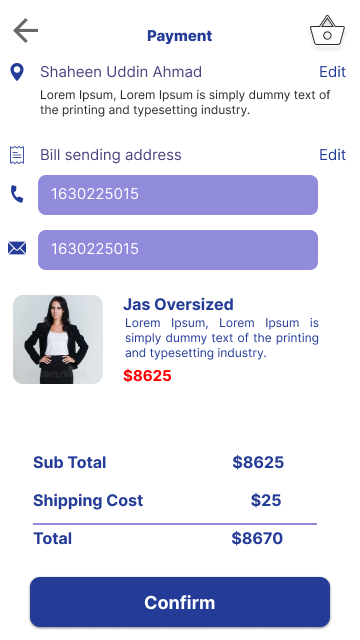 Payment
Shaheen Uddin Ahmad Edit
Lorem Ipsum, Lorem Ipsum is simply dummy text of
the printing and typesetting industry.
Bill sending address Edit
1630225015
1630225015
Jas Oversized
Lorem Ipsum, Lorem Ipsum is
simply dummy text of the printing
and typesetting industry.
$8625
Sub Total $8625
Shipping Cost $25
Total $8670
Confirm